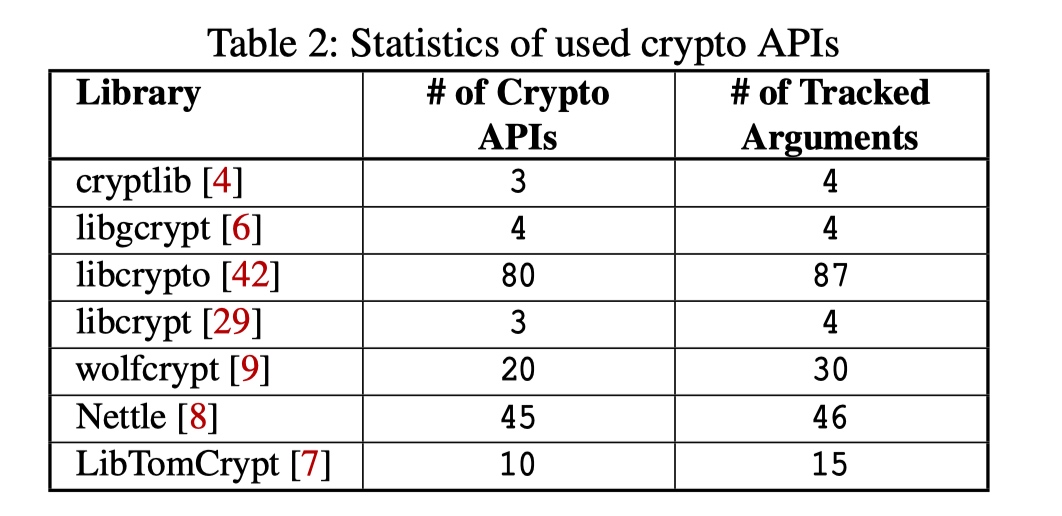 Table 2: Statistics of used crypto APIs
Library # of Crypto APIs # of Tracked Arguments
cryptlib [4] 3 4
libgcrypt [6] 4 4
libcrypto [42] 80 87
libcrypt [29] 3 4
wolfcrypt [9] 20 30
Nettle [8] 45 46
LibTomCrypt [7] 10 15